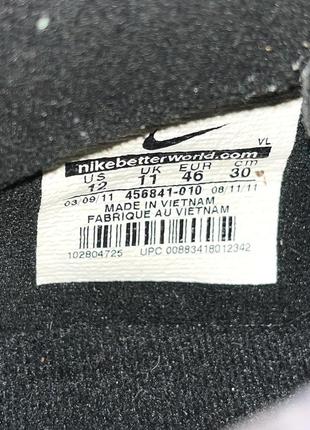 VL
nikebetterworld.com
US UK EUR cm
12 11 46 30
03/09/11 456841-010 08/11/11
MADE IN VIETNAM
FABRIQUE AU VIETNAM
102804725 UPC 00883418012342